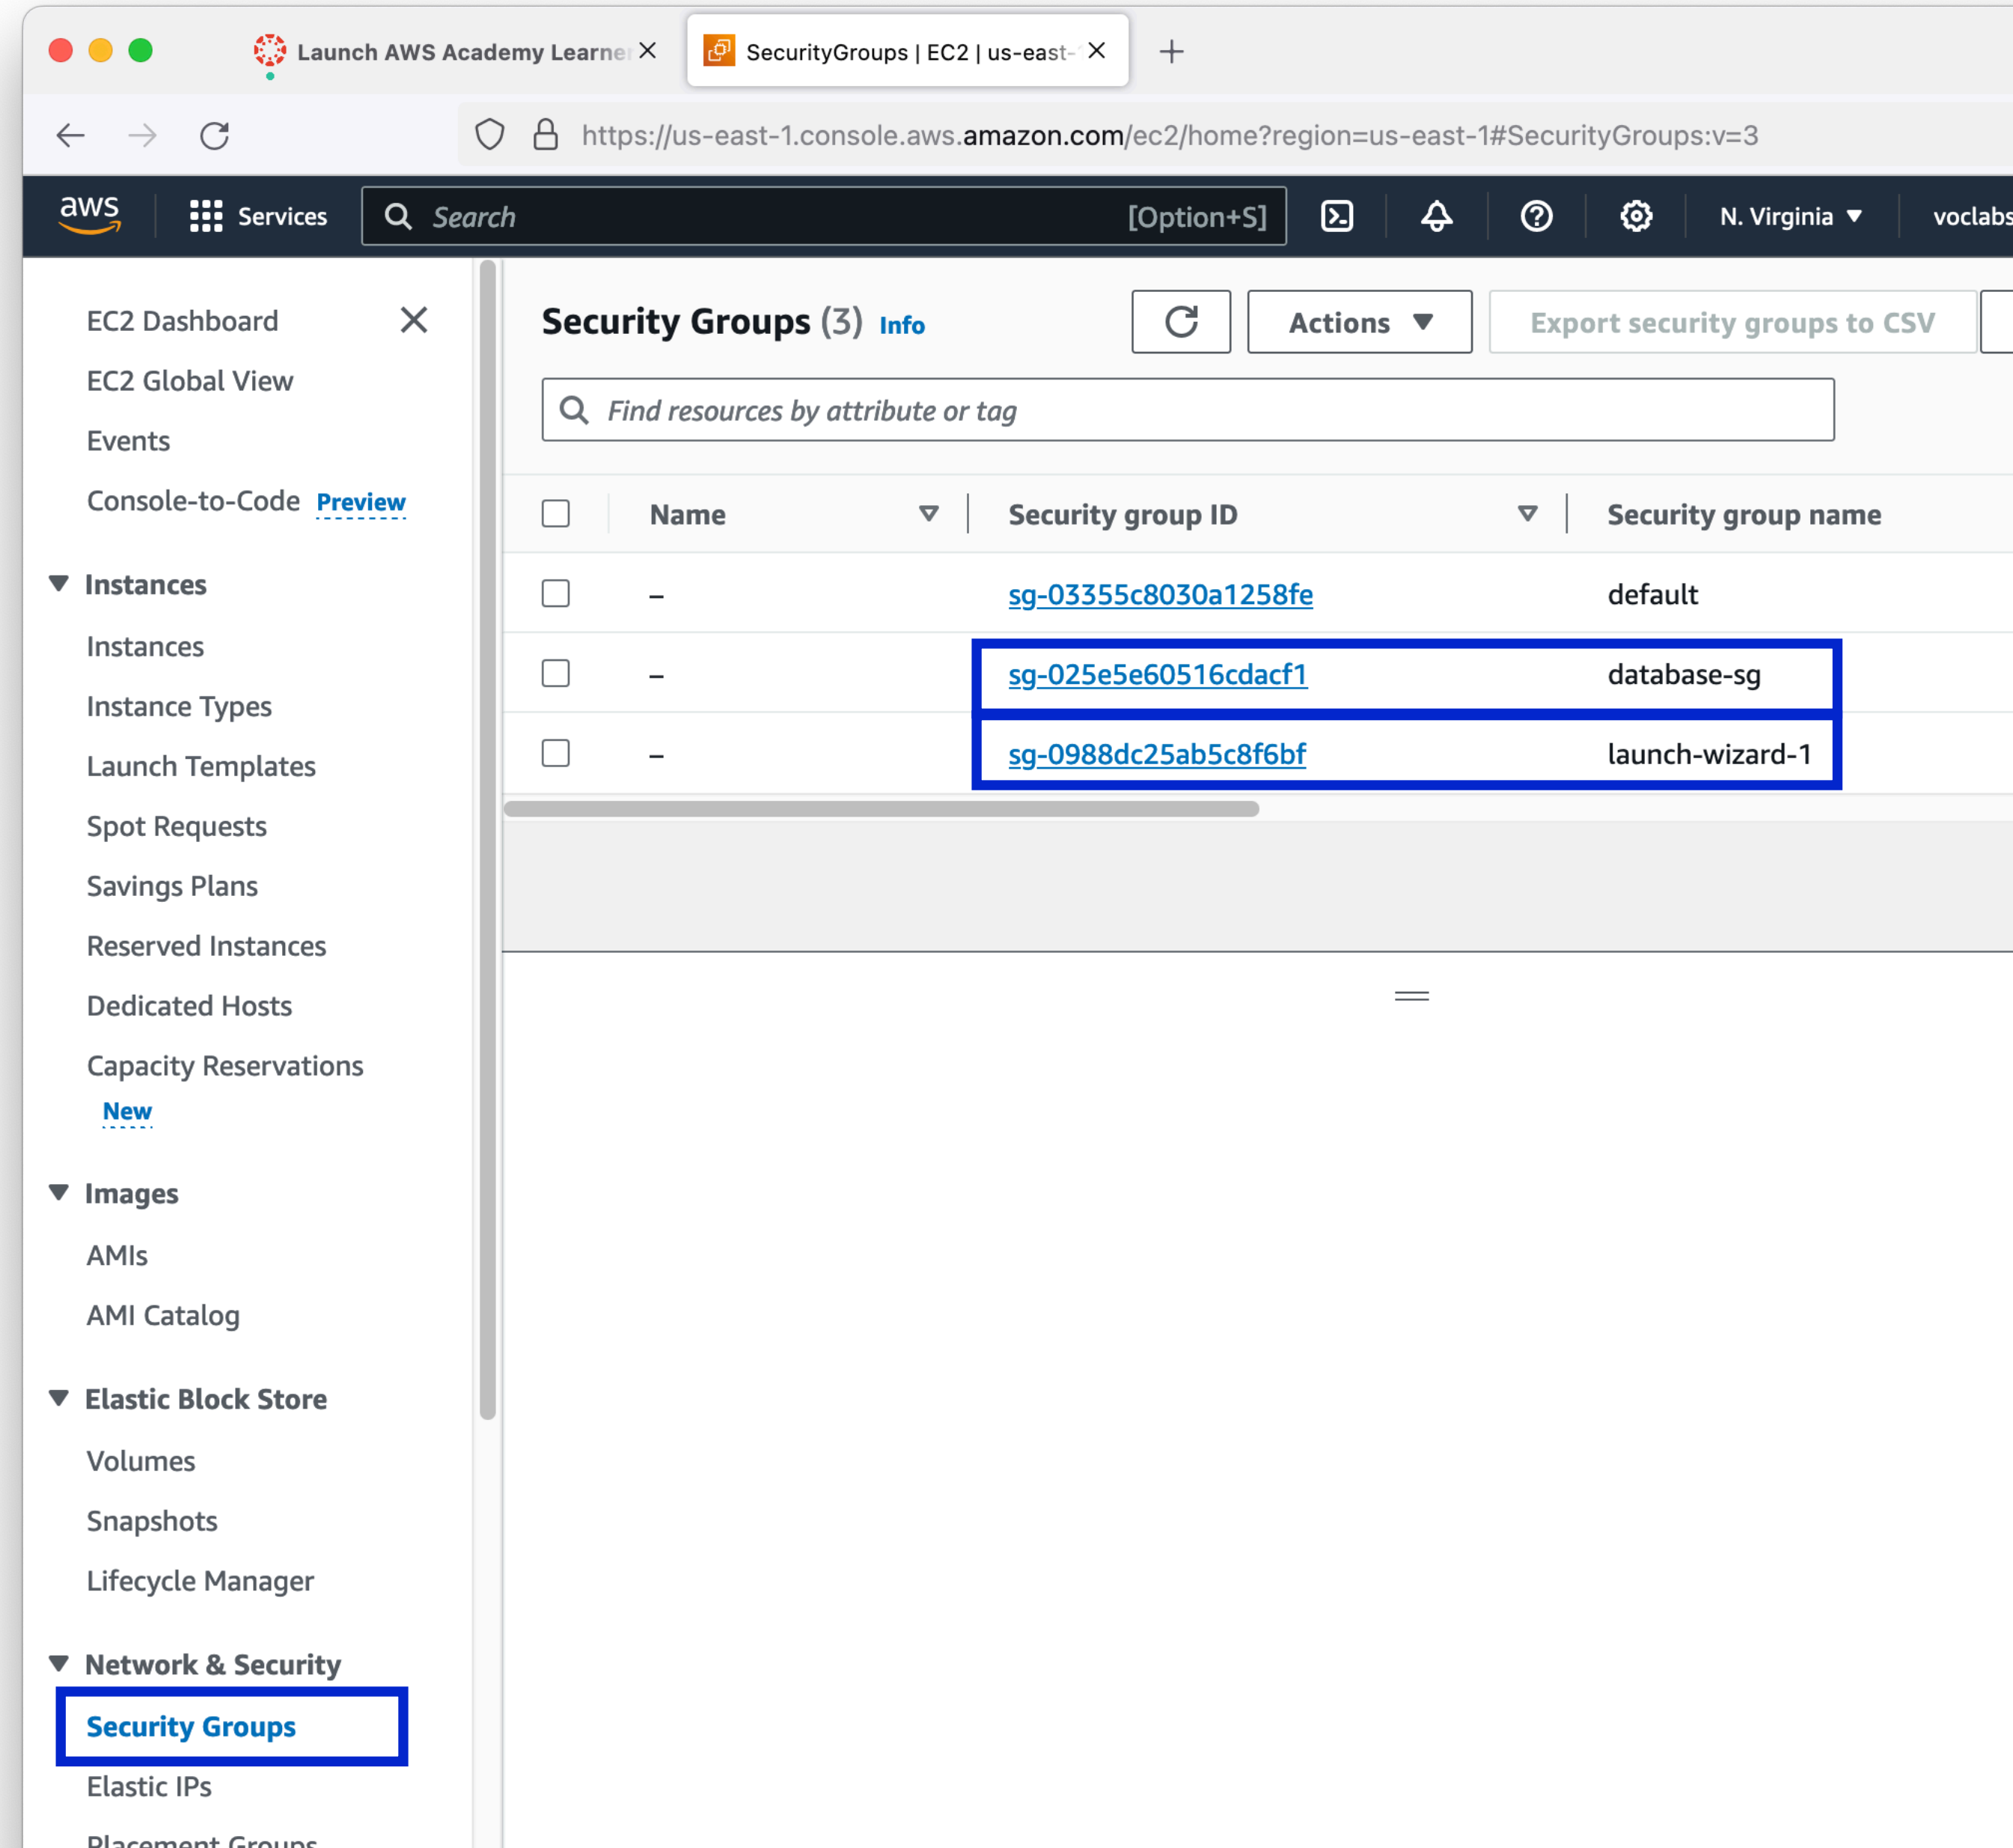 Launch AWS Academy Learner
SecurityGroups | EC2 | us-east-1
https://us-east-1.console.aws.amazon.com/ec2/home?region=us-east-1#SecurityGroups:v=3
aws Services Search [Option+S] N. Virginia voclabs
EC2 Dashboard
EC2 Global View
Events
Console-to-Code Preview
Instances
Instances
Instance Types
Launch Templates
Spot Requests
Savings Plans
Reserved Instances
Dedicated Hosts
Capacity Reservations
New
Images
AMIs
AMI Catalog
Elastic Block Store
Volumes
Snapshots
Lifecycle Manager
Network & Security
Security Groups
Elastic IPs
Placement Groups
Security Groups (3) Info
Actions
Export security groups to CSV
Find resources by attribute or tag
Name Security group ID Security group name
– sg-03355c8030a1258fe default
– sg-025e5e60516cdacf1 database-sg
– sg-0988dc25ab5c8f6bf launch-wizard-1